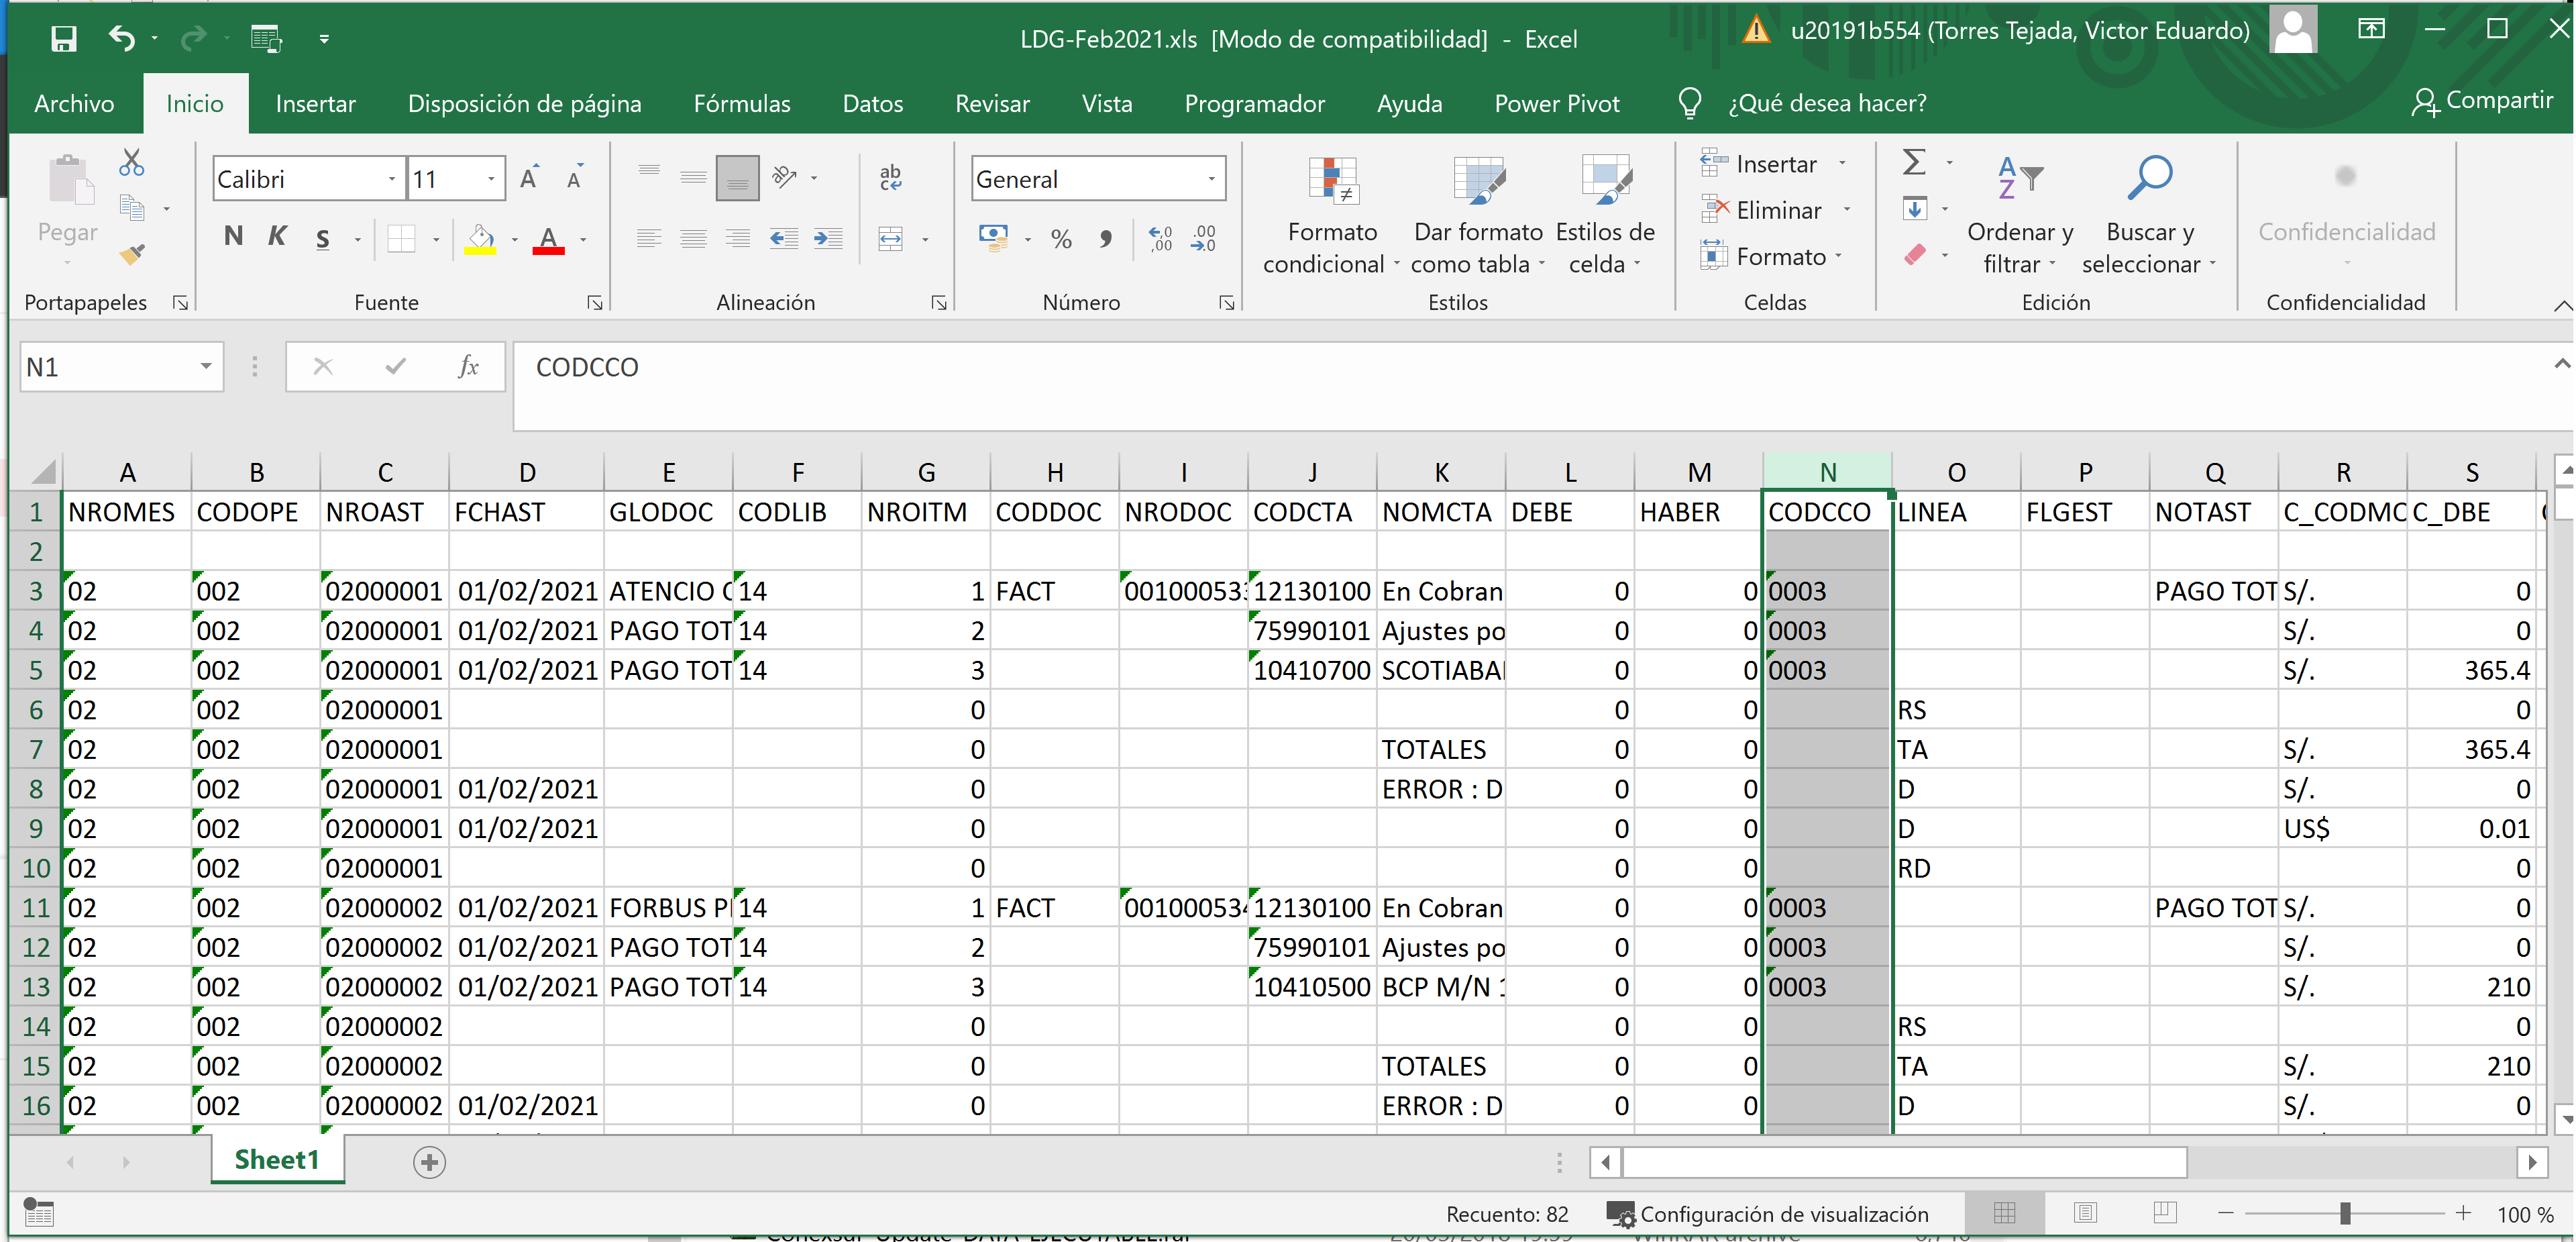 LDG-Feb2021.xls [Modo de compatibilidad] - Excel
u20191b554 (Torres Tejada, Victor Eduardo)
Archivo Inicio Insertar Disposición de página Fórmulas Datos Revisar Vista Programador Ayuda Power Pivot ¿Qué desea hacer? Compartir
Pegar
Portapapeles
Calibri 11
N K S
Fuente
Alineación
General
Número
Formato condicional
Dar formato como tabla
Estilos de celda
Estilos
Insertar
Eliminar
Formato
Celdas
Ordenar y filtrar
Buscar y seleccionar
Edición
Confidencialidad
Confidencialidad
N1 fx CODCCO
A B C D E F G H I J K L M N O P Q R S
1 NROMES CODOPE NROAST FCHAST GLODOC CODLIB NROITM CODDOC NRODOC CODCTA NOMCTA DEBE HABER CODCCO LINEA FLGEST NOTAST C_CODMC C_DBE
2
3 02 002 02000001 01/02/2021 ATENCIO 14 1 FACT 001000533 12130100 En Cobran 0 0 0003 PAGO TOT S/. 0
4 02 002 02000001 01/02/2021 PAGO TOT 14 2 75990101 Ajustes po 0 0 0003 S/. 0
5 02 002 02000001 01/02/2021 PAGO TOT 14 3 10410700 SCOTIABA 0 0 0003 S/. 365.4
6 02 002 02000001 0 0 0 RS 0
7 02 002 02000001 0 TOTALES 0 0 TA S/. 365.4
8 02 002 02000001 01/02/2021 0 ERROR : D 0 0 D S/. 0
9 02 002 02000001 01/02/2021 0 0 0 D US$ 0.01
10 02 002 02000001 0 0 0 RD 0
11 02 002 02000002 01/02/2021 FORBUS 14 1 FACT 001000534 12130100 En Cobran 0 0 0003 PAGO TOT S/. 0
12 02 002 02000002 01/02/2021 PAGO TOT 14 2 75990101 Ajustes po 0 0 0003 S/. 0
13 02 002 02000002 01/02/2021 PAGO TOT 14 3 10410500 BCP M/N 0 0 0003 S/. 210
14 02 002 02000002 0 0 0 RS 0
15 02 002 02000002 0 TOTALES 0 0 TA S/. 210
16 02 002 02000002 01/02/2021 0 ERROR : D 0 0 D S/. 0
Sheet1
Recuento: 82 Configuración de visualización 100 %